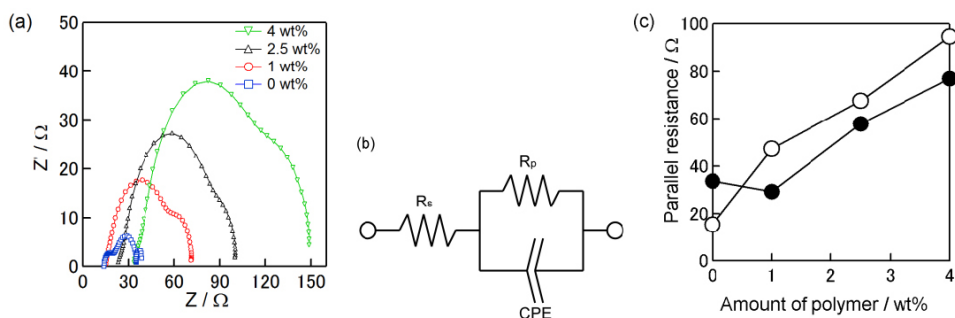 (a)
50
40
30
20
10
0
Z' / Ω
0 30 60 90 120 150
Z / Ω
4 wt%
2.5 wt%
1 wt%
0 wt%
(b)
Rs
Rp
CPE
(c)
100
80
60
40
20
0
Parallel resistance / Ω
0 1 2 3 4
Amount of polymer / wt%